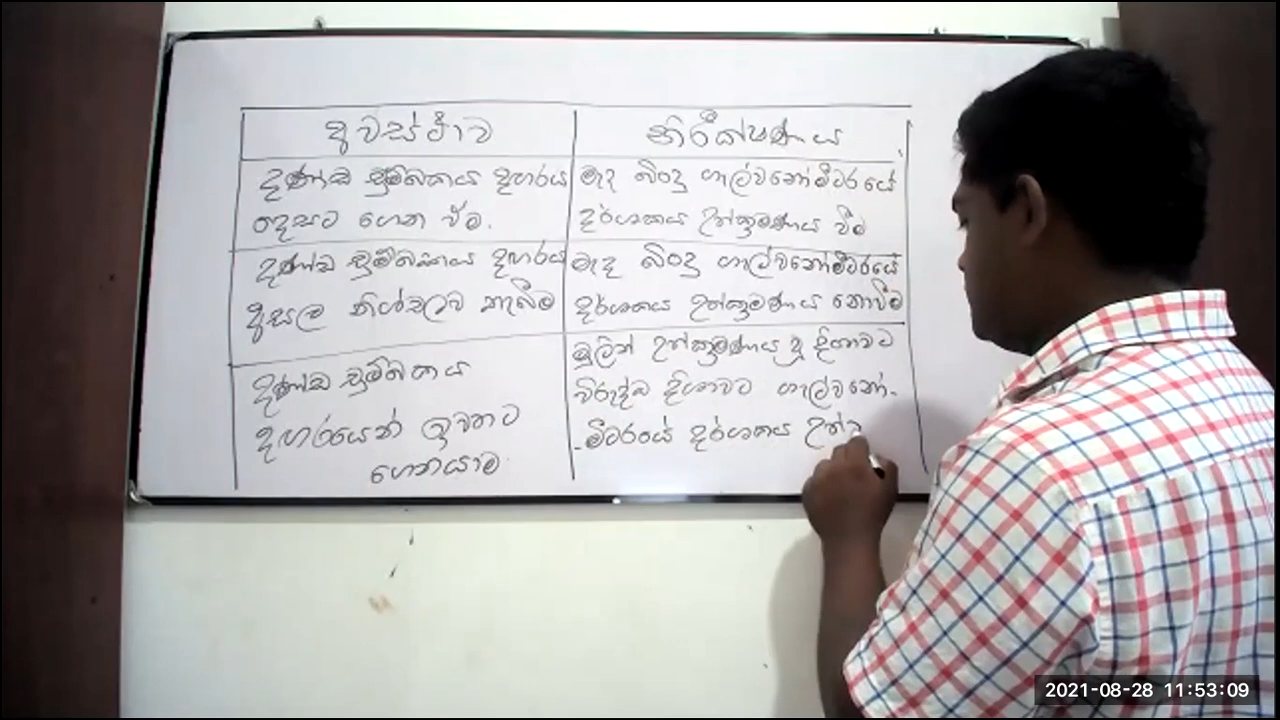 අවස්ථාව
නිරීක්ෂණය
දණ්ඩ චුම්බකය දඟරය
දෙසට ගෙන ඒම.
මැද බිංදු ගැල්වනෝමීටරයේ
දර්ශකය උත්ක්‍රමණය වීම
දණ්ඩ චුම්බකය දඟරය
අසල නිශ්චලව තැබීම
මැද බිංදු ගැල්වනෝමීටරයේ
දර්ශකය උත්ක්‍රමණය නොවීම
දණ්ඩ චුම්බකය
දඟරයෙන් ඉවතට
ගෙනයාම
මුලින් උත්ක්‍රමණය වූ දිශාවට
විරුද්ධ දිශාවට ගැල්වනෝ-
-මීටරයේ දර්ශකය උත්
2021-08-28 11:53:09